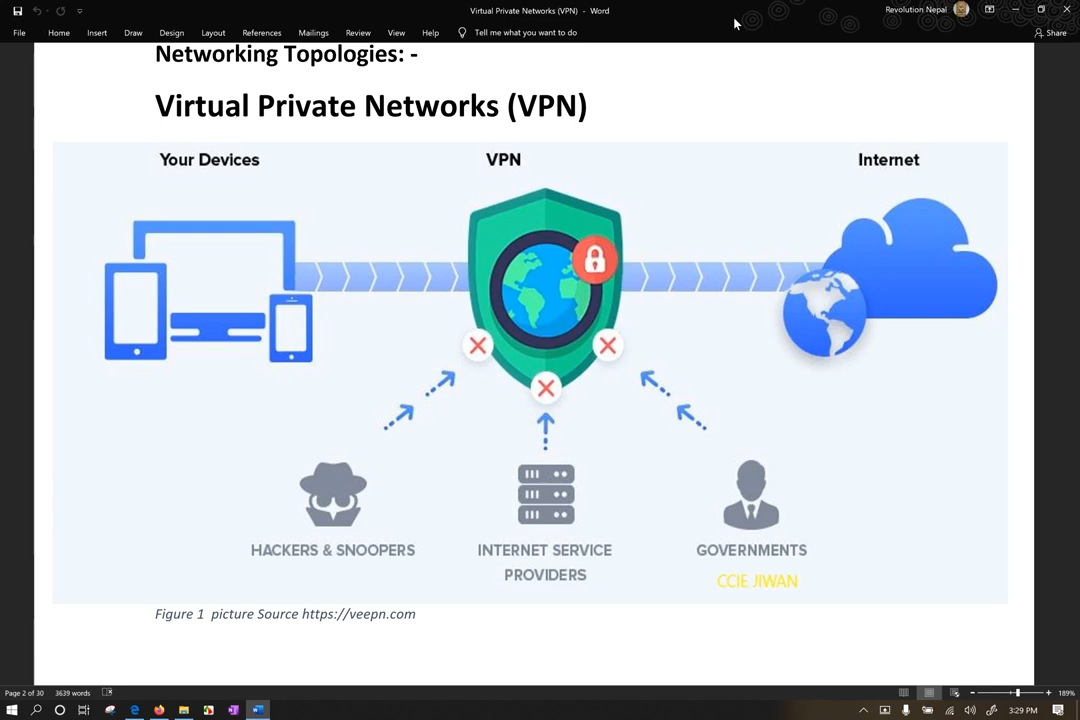 Virtual Private Networks (VPN) - Word
Revolution Nepal
File Home Insert Draw Design Layout References Mailings Review View Help Tell me what you want to do Share
Networking Topologies: -
Virtual Private Networks (VPN)
Your Devices VPN Internet
HACKERS & SNOOPERS INTERNET SERVICE GOVERNMENTS
PROVIDERS CCIE JIWAN
Figure 1 picture Source https://veepn.com
Page 2 of 30 3639 words 189%
3:29 PM